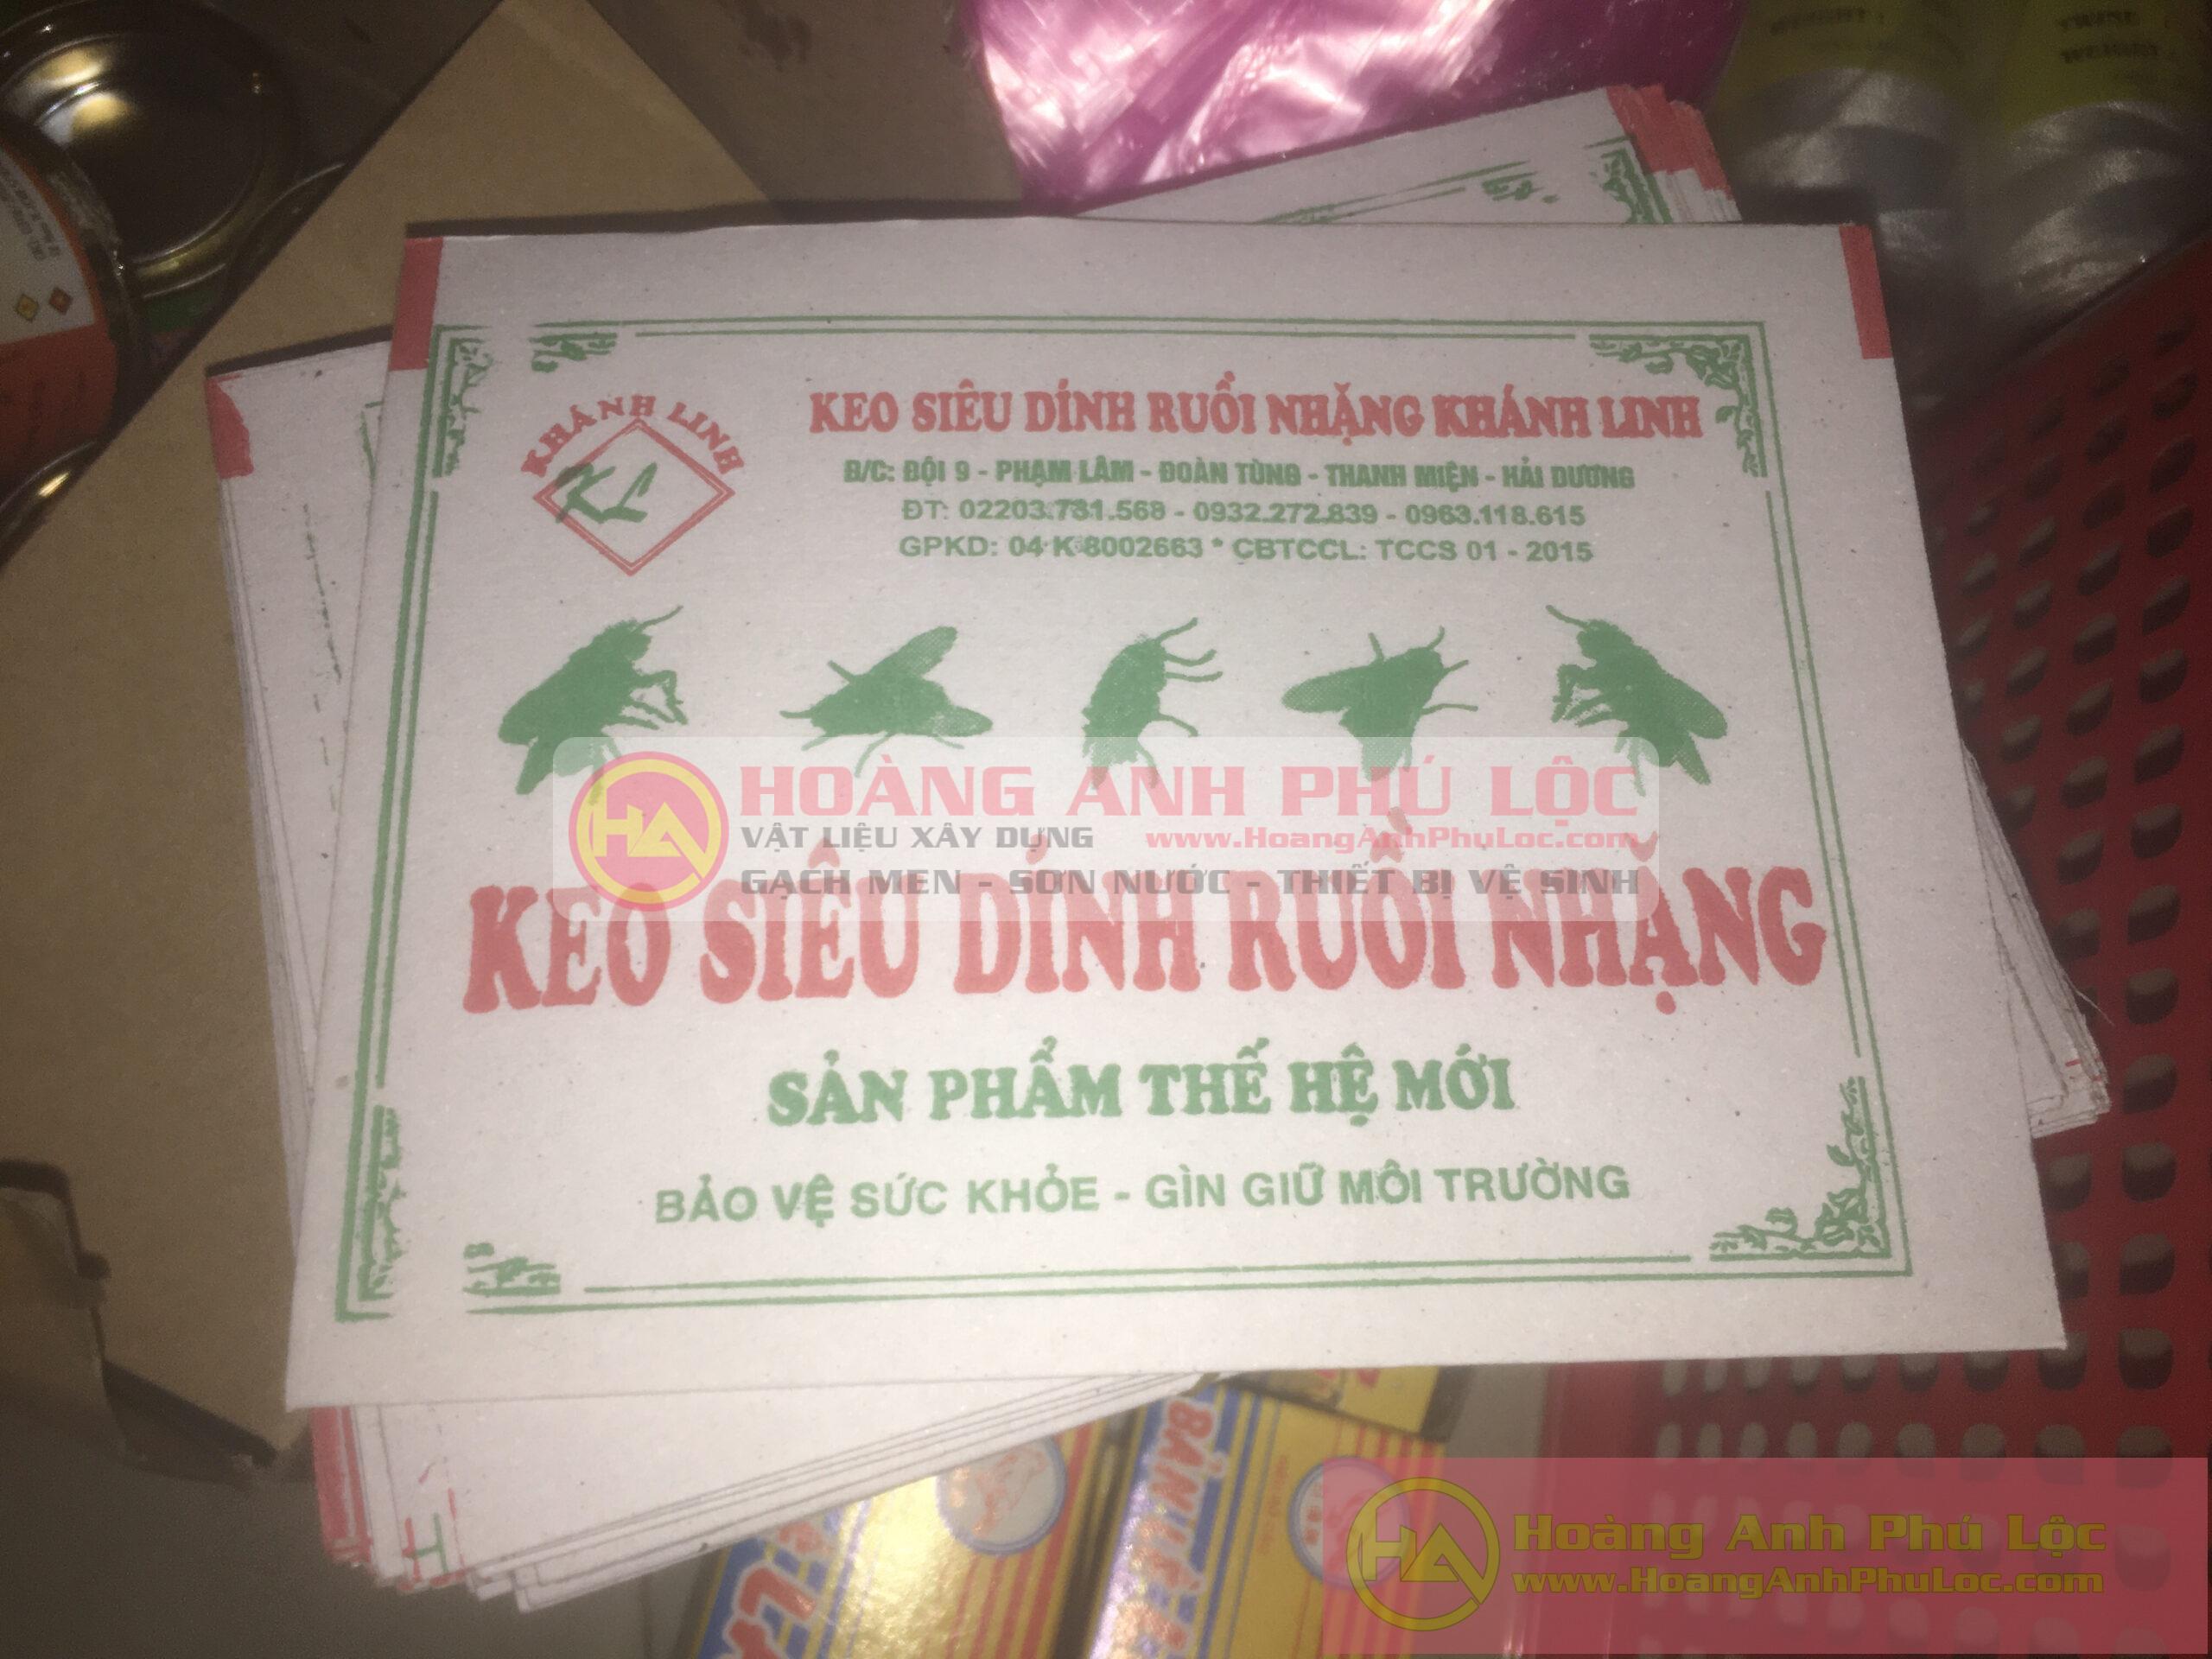 KHÁNH LINH
KL
KEO SIÊU DÍNH RUỒI NHẶNG KHÁNH LINH
Đ/C: ĐỘI 9 - PHẠM LÂM - ĐOÀN TÙNG - THANH MIỆN - HẢI DƯƠNG
ĐT: 02203.781.568 - 0932.272.839 - 0963.118.615
GPKD: 04 K 8002663 * CBTCCL: TCCS 01 - 2015
HA
HOÀNG ANH PHÚ LỘC
VẬT LIỆU XÂY DỰNG www.HoangAnhPhuLoc.com
GẠCH MEN - SƠN NƯỚC - THIẾT BỊ VỆ SINH
KEO SIÊU DÍNH RUỒI NHẶNG
SẢN PHẨM THẾ HỆ MỚI
BẢO VỆ SỨC KHỎE - GÌN GIỮ MÔI TRƯỜNG
HA
Hoàng Anh Phú Lộc
www.HoangAnhPhuLoc.com